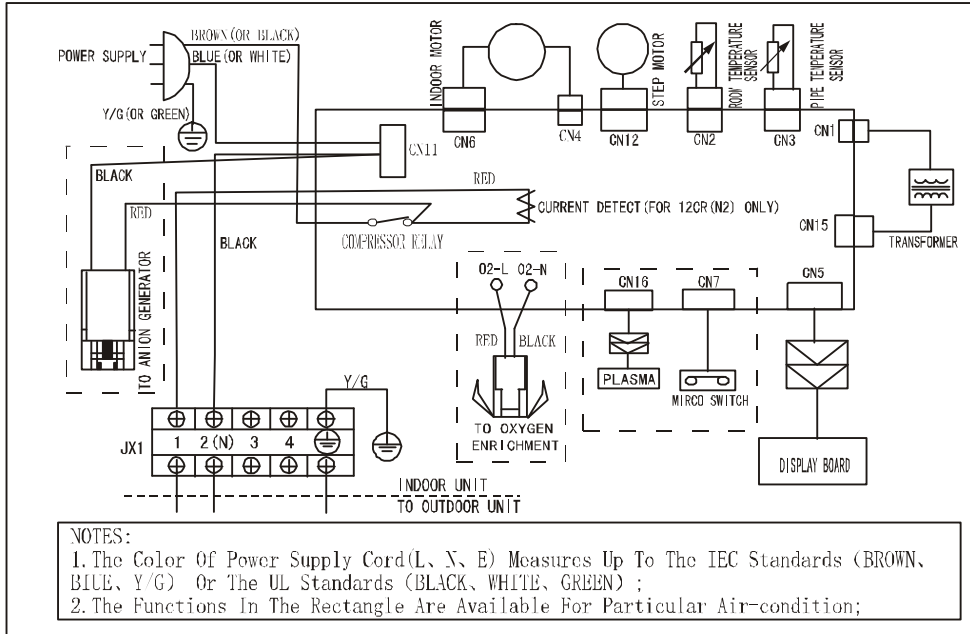 BROWN(OR BLACK)
POWER SUPPLY
BLUE(OR WHITE)
Y/G(OR GREEN)
INDOOR MOTOR
STEP MOTOR
ROOM TEMPERATURE
SENSOR
PIPE TEMPERATURE
SENSOR
CN6
CN4
CN12
CN2
CN3
CN1
CN11
BLACK
RED
RED
CURRENT DETECT(FOR 12CR(N2) ONLY)
COMPRESSOR RELAY
BLACK
CN15
TRANSFORMER
TO ANION GENERATOR
O2-L O2-N
RED
BLACK
TO OXYGEN
ENRICHMENT
CN16
CN7
CN5
PLASMA
MIRCO SWITCH
DISPLAY BOARD
Y/G
JX1
1 2(N) 3 4
INDOOR UNIT
TO OUTDOOR UNIT
NOTES:
1. The Color Of Power Supply Cord(L、N、E) Measures Up To The IEC Standards (BROWN、
BLUE、Y/G) Or The UL Standards (BLACK、WHITE、GREEN) ;
2. The Functions In The Rectangle Are Available For Particular Air-condition;